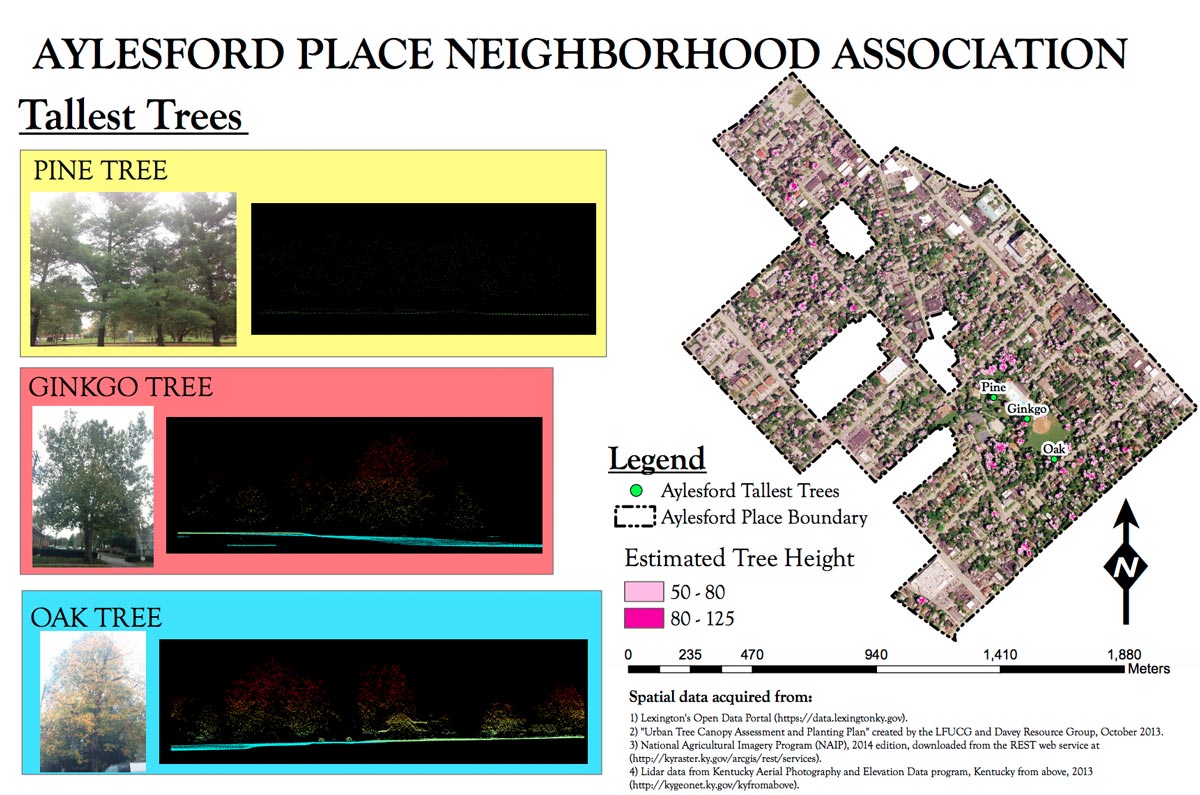 AYLESFORD PLACE NEIGHBORHOOD ASSOCIATION
Tallest Trees
PINE TREE
GINKGO TREE
OAK TREE
Pine
Ginkgo
Oak
Legend
Aylesford Tallest Trees
Aylesford Place Boundary
Estimated Tree Height
50 - 80
80 - 125
N
0 235 470 940 1,410 1,880
Meters
Spatial data acquired from:
1) Lexington's Open Data Portal (https://data.lexingtonky.gov).
2) "Urban Tree Canopy Assessment and Planting Plan" created by the LFUCG and Davey Resource Group, October 2013.
3) National Agricultural Imagery Program (NAIP), 2014 edition, downloaded from the REST web service at
(http://kyraster.ky.gov/arcgis/rest/services).
4) Lidar data from Kentucky Aerial Photography and Elevation Data program, Kentucky from above, 2013
(http://kygeonet.ky.gov/kyfromabove).